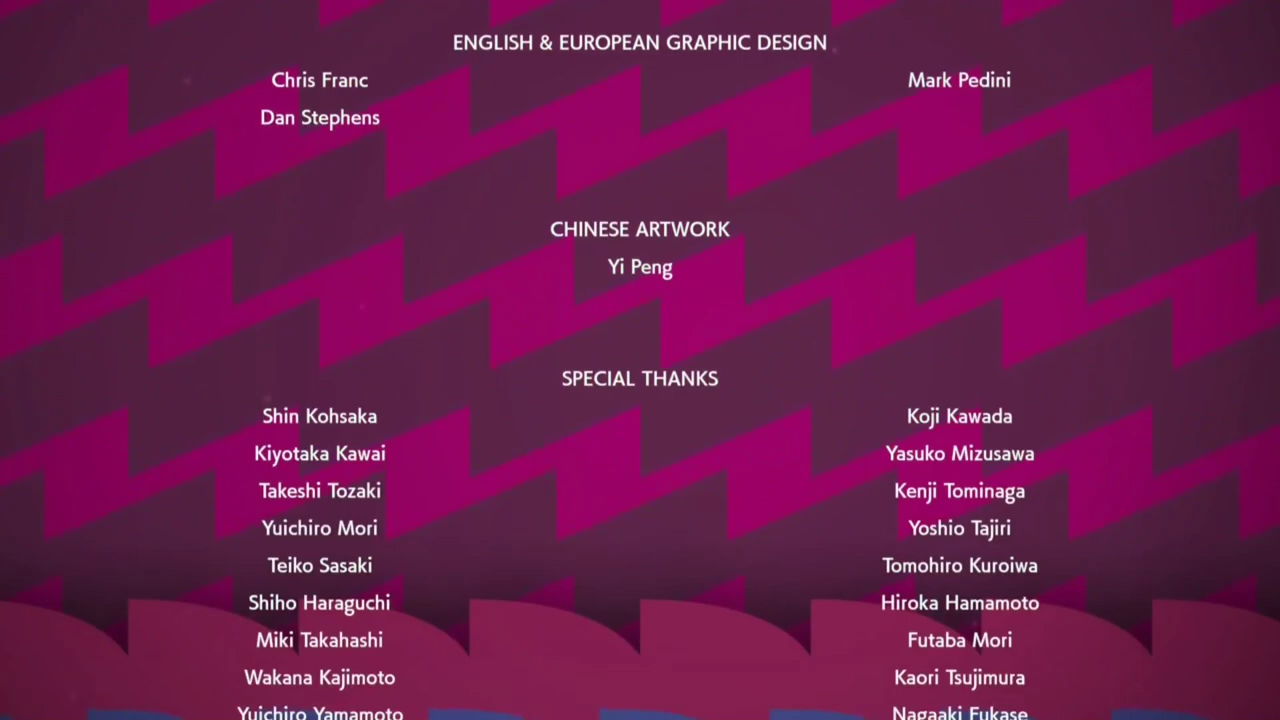 ENGLISH & EUROPEAN GRAPHIC DESIGN
Chris Franc Mark Pedini
Dan Stephens
CHINESE ARTWORK
Yi Peng
SPECIAL THANKS
Shin Kohsaka Koji Kawada
Kiyotaka Kawai Yasuko Mizusawa
Takeshi Tozaki Kenji Tominaga
Yuichiro Mori Yoshio Tajiri
Teiko Sasaki Tomohiro Kuroiwa
Shiho Haraguchi Hiroka Hamamoto
Miki Takahashi Futaba Mori
Wakana Kajimoto Kaori Tsujimura
Yuichiro Yamamoto Nagaaki Fukase